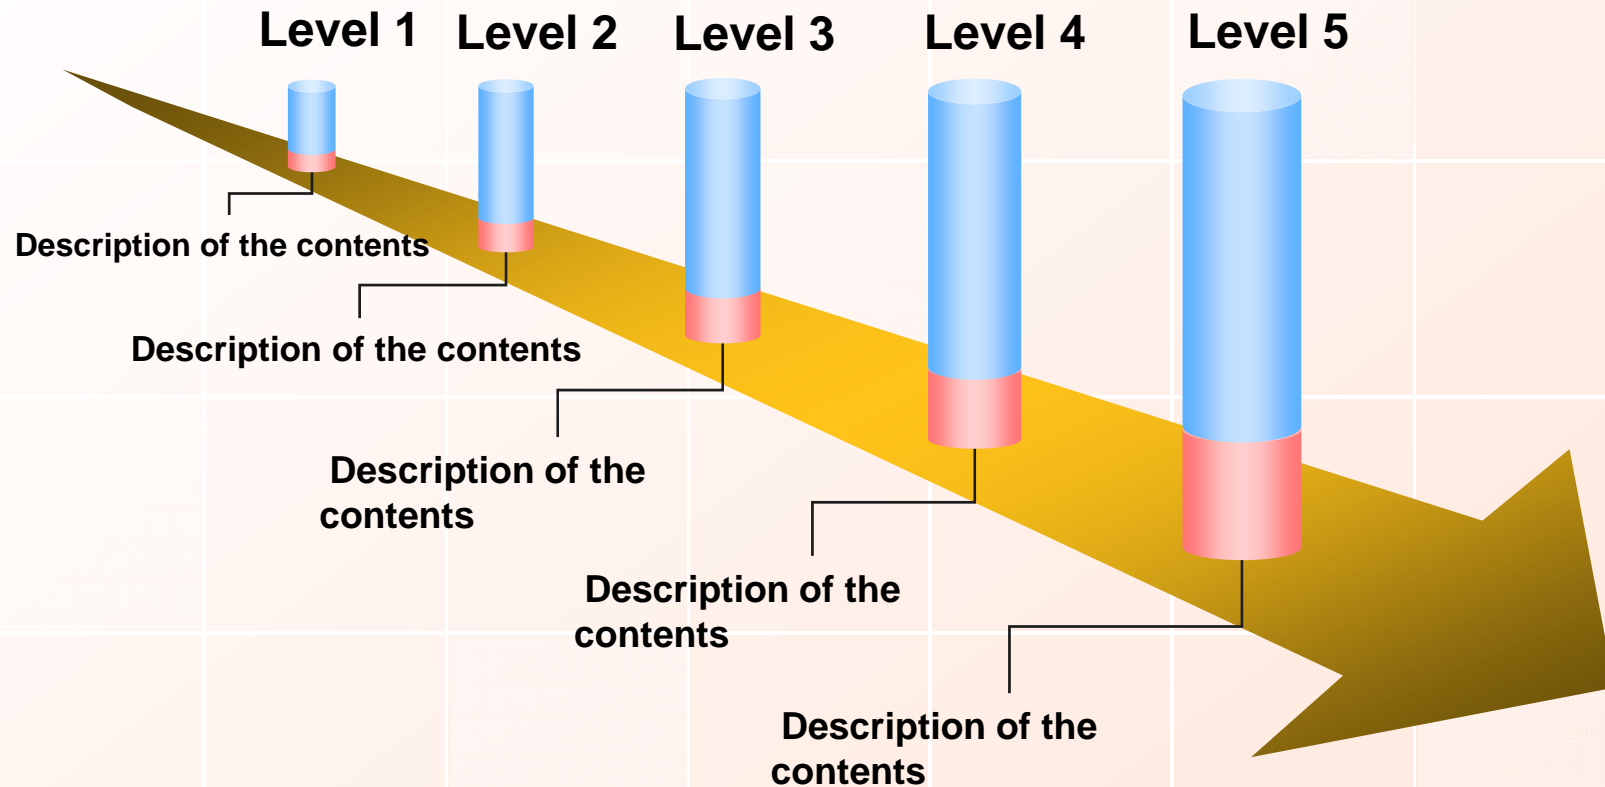 Level 1
Level 2
Level 3
Level 4
Level 5
Description of the contents
Description of the contents
Description of the
contents
Description of the
contents
Description of the
contents